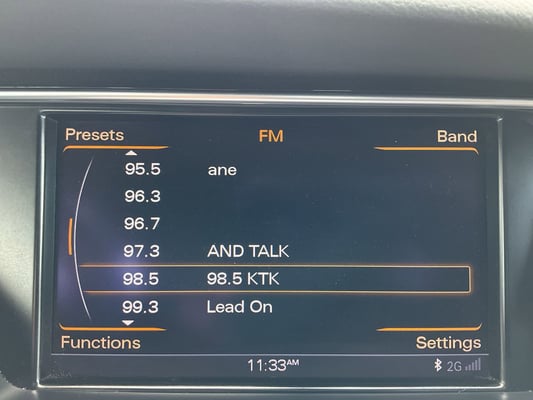 Presets FM Band
95.5 ane
96.3
96.7
97.3 AND TALK
98.5 98.5 KTK
99.3 Lead On
Functions Settings
11:33AM 2G